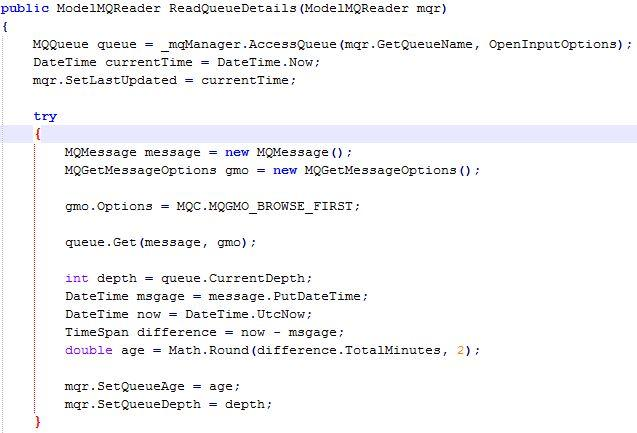 public ModelMQReader ReadQueueDetails(ModelMQReader mqr)
{
    MQQueue queue = _mqManager.AccessQueue(mqr.GetQueueName, OpenInputOptions);
    DateTime currentTime = DateTime.Now;
    mqr.SetLastUpdated = currentTime;

    try
    {
        MQMessage message = new MQMessage();
        MQGetMessageOptions gmo = new MQGetMessageOptions();

        gmo.Options = MQC.MQGMO_BROWSE_FIRST;

        queue.Get(message, gmo);

        int depth = queue.CurrentDepth;
        DateTime msgage = message.PutDateTime;
        DateTime now = DateTime.UtcNow;
        TimeSpan difference = now - msgage;
        double age = Math.Round(difference.TotalMinutes, 2);

        mqr.SetQueueAge = age;
        mqr.SetQueueDepth = depth;
    }